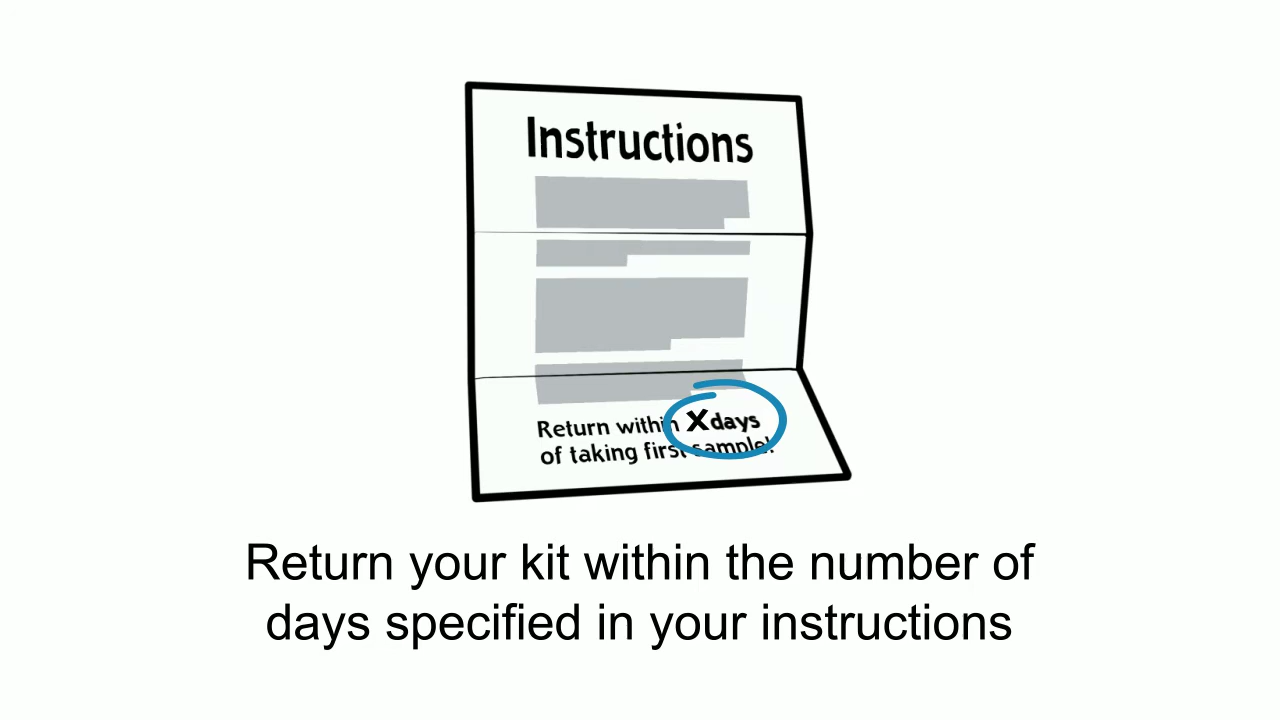 Instructions
Return within X days
of taking first sample!
Return your kit within the number of
days specified in your instructions